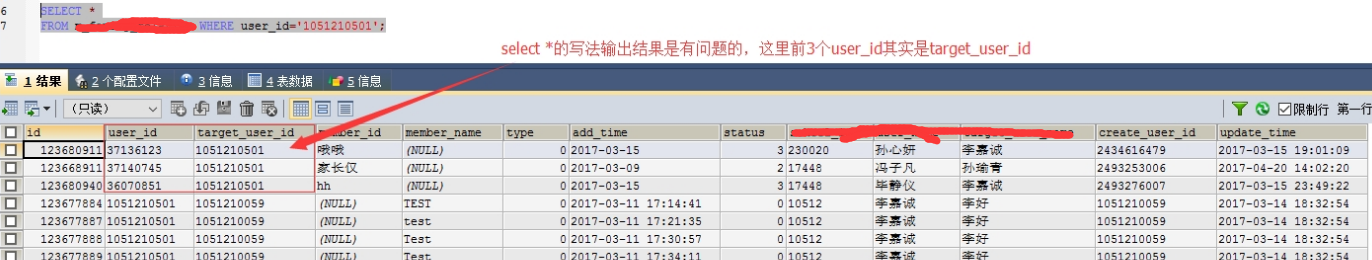 6 SELECT *
7 FROM WHERE user_id='1051210501';
select *的写法输出结果是有问题的，这里前3个user_id其实是target_user_id
1 结果 2 个配置文件 3 信息 4 表数据 5 信息
（只读） 限制行 第一行
id user_id target_user_id member_id member_name type add_time status create_user_id update_time
123680911 37136123 1051210501 哦哦 (NULL) 0 2017-03-15 3 230020 孙心妍 李嘉诚 2434616479 2017-03-15 19:01:09
123668911 37140745 1051210501 家长仅 (NULL) 0 2017-03-09 2 17448 冯子凡 孙瑜青 2493253006 2017-04-20 14:02:20
123680940 36070851 1051210501 hh (NULL) 0 2017-03-15 3 17448 毕静仪 李嘉诚 2493276007 2017-03-15 23:49:22
123677884 1051210501 1051210059 (NULL) TEST 0 2017-03-11 17:14:41 0 10512 李嘉诚 李好 1051210059 2017-03-14 18:32:54
123677887 1051210501 1051210059 (NULL) test 0 2017-03-11 17:21:35 0 10512 李嘉诚 李好 1051210059 2017-03-14 18:32:54
123677888 1051210501 1051210059 (NULL) Test 0 2017-03-11 17:30:57 0 10512 李嘉诚 李好 1051210059 2017-03-14 18:32:54
123677889 1051210501 1051210059 (NULL) Test 0 2017-03-11 17:34:11 0 10512 李嘉诚 李好 1051210059 2017-03-14 18:32:54